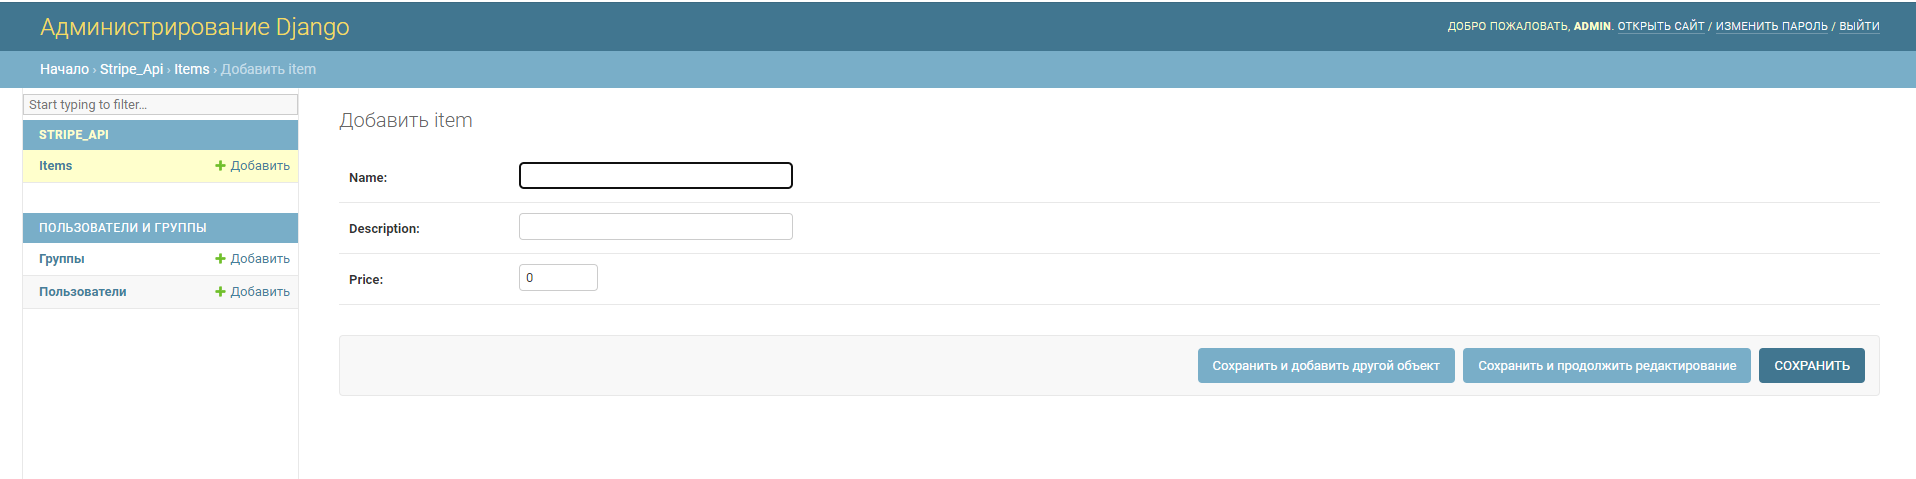 Администрирование Django
ДОБРО ПОЖАЛОВАТЬ, ADMIN. ОТКРЫТЬ САЙТ / ИЗМЕНИТЬ ПАРОЛЬ / ВЫЙТИ
Начало › Stripe_Api › Items › Добавить item
Start typing to filter...
STRIPE_API
Items + Добавить
ПОЛЬЗОВАТЕЛИ И ГРУППЫ
Группы + Добавить
Пользователи + Добавить
Добавить item
Name:
Description:
Price: 0
Сохранить и добавить другой объект Сохранить и продолжить редактирование СОХРАНИТЬ